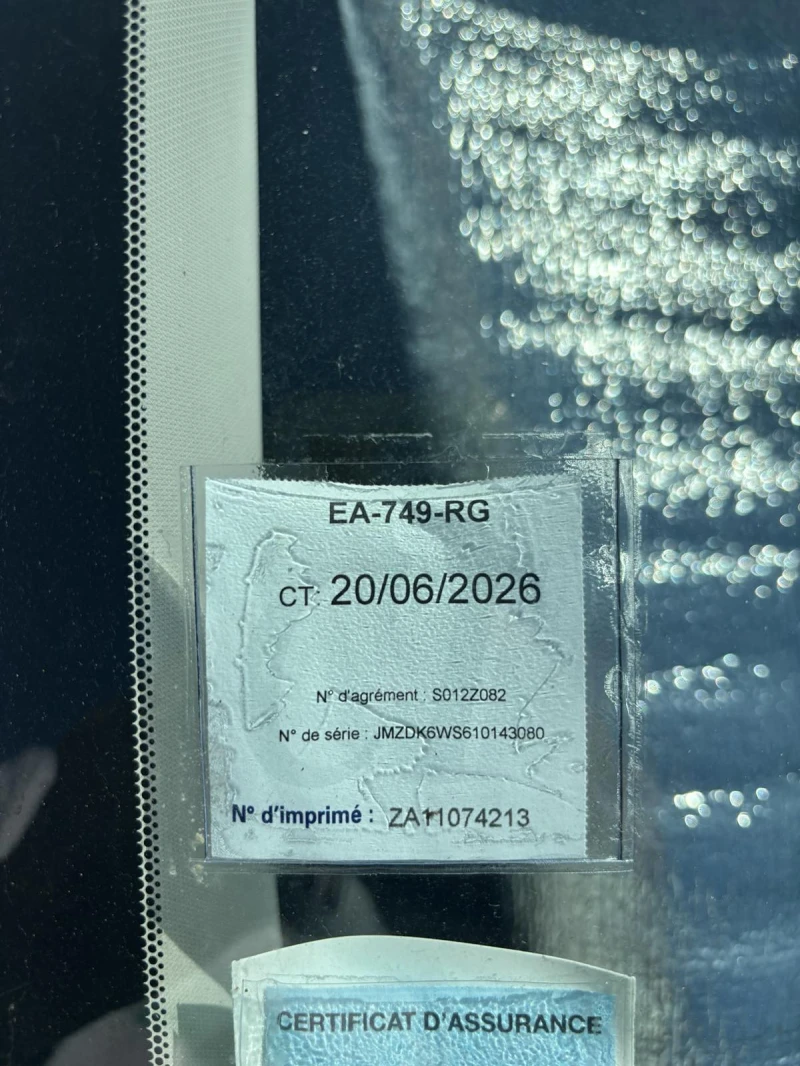 EA-749-RG
CT: 20/06/2026
N° d'agrément : S012Z082
N° de série : JMZDK6WS610143080
N° d'imprimé : ZA11074213
CERTIFICAT D'ASSURANCE